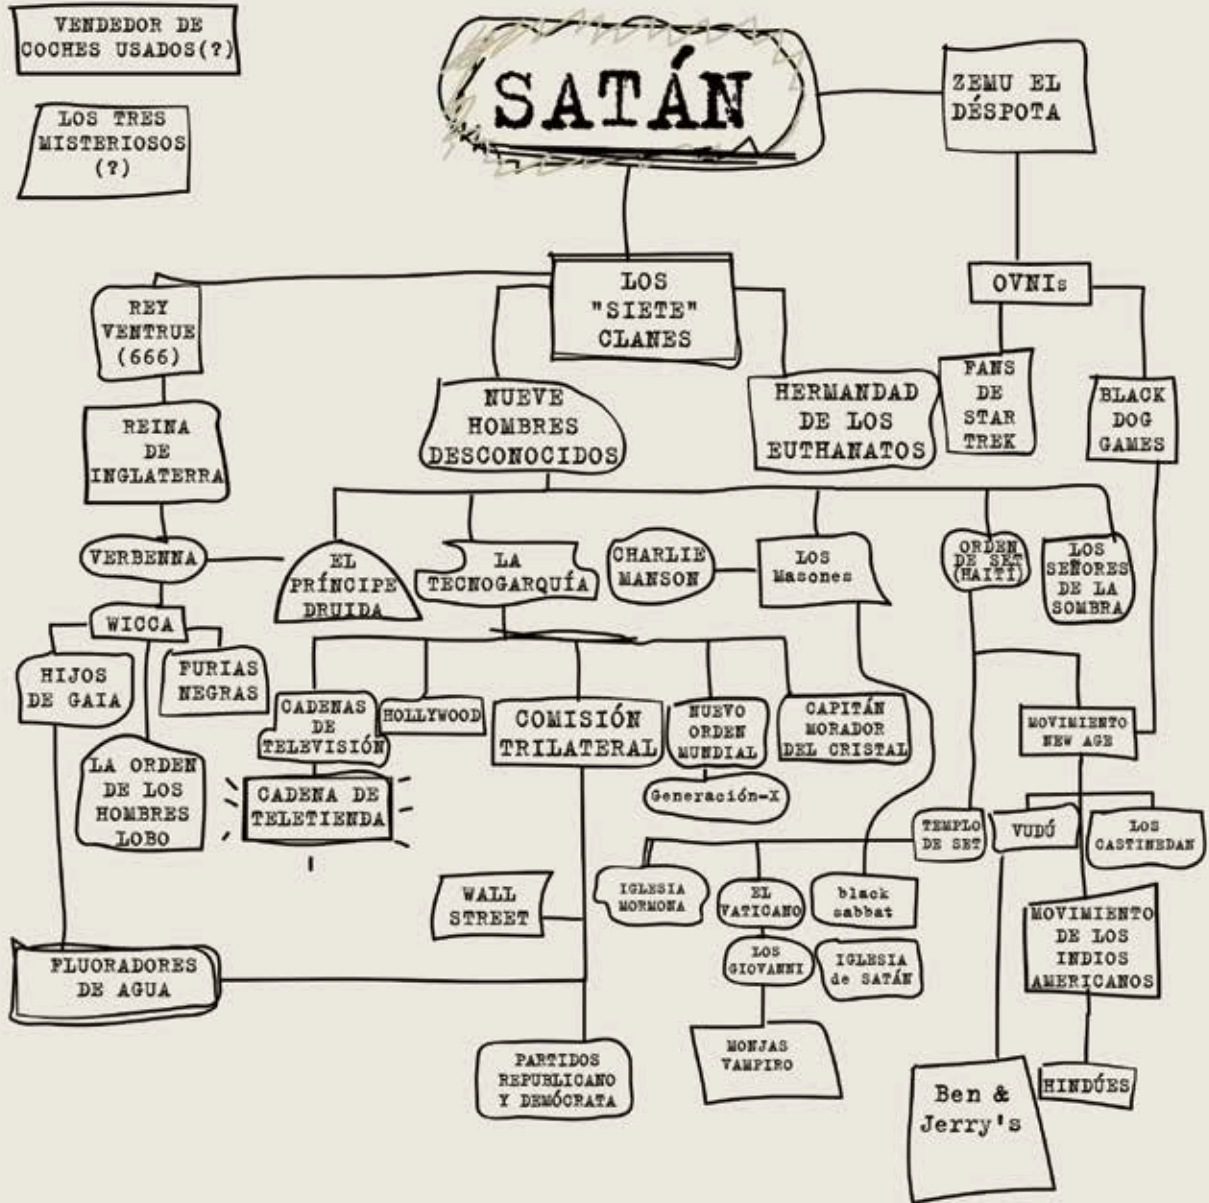 VENDEDOR DE
COCHES USADOS(?)
LOS TRES
MISTERIOSOS
(?)
SATÁN
ZEMU EL
DÉSPOTA
LOS
"SIETE"
CLANES
OVNIs
REY
VENTRUE
(666)
NUEVE
HOMBRES
DESCONOCIDOS
HERMANDAD
DE LOS
EUTHANATOS
FANS
DE
STAR
TREK
BLACK
DOG
GAMES
REINA
DE
INGLATERRA
VERBENNA
EL
PRÍNCIPE
DRUIDA
LA
TECNOGARQUÍA
CHARLIE
MANSON
LOS
Masones
ORDEN
DE SET
(HAITÍ)
LOS
SEÑORES
DE LA
SOMBRA
WICCA
HIJOS
DE GAIA
FURIAS
NEGRAS
CADENAS
DE
TELEVISIÓN
HOLLYWOOD
COMISIÓN
TRILATERAL
NUEVO
ORDEN
MUNDIAL
CAPITÁN
MORADOR
DEL CRISTAL
MOVIMIENTO
NEW AGE
LA ORDEN
DE LOS
HOMBRES
LOBO
CADENA DE
TELETIENDA
Generación-X
TEMPLO
DE SET
VUDÚ
LOS
CASTINEDAN
WALL
STREET
IGLESIA
MORMONA
EL
VATICANO
black
sabbat
MOVIMIENTO
DE LOS
INDIOS
AMERICANOS
FLUORADORES
DE AGUA
LOS
GIOVANNI
IGLESIA
de SATÁN
PARTIDOS
REPUBLICANO
Y DEMÓCRATA
MONJAS
VAMPIRO
Ben &
Jerry's
HINDÚES